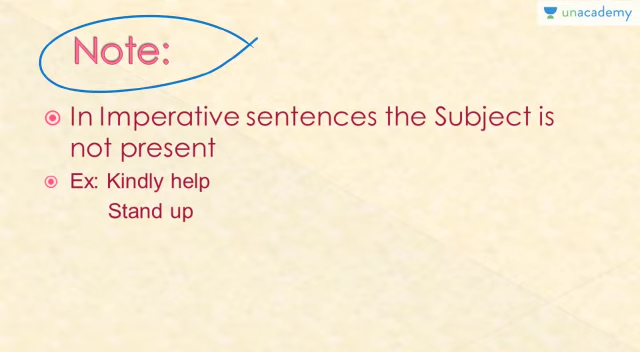 unacademy
Note:
In Imperative sentences the Subject is
not present
Ex: Kindly help
Stand up